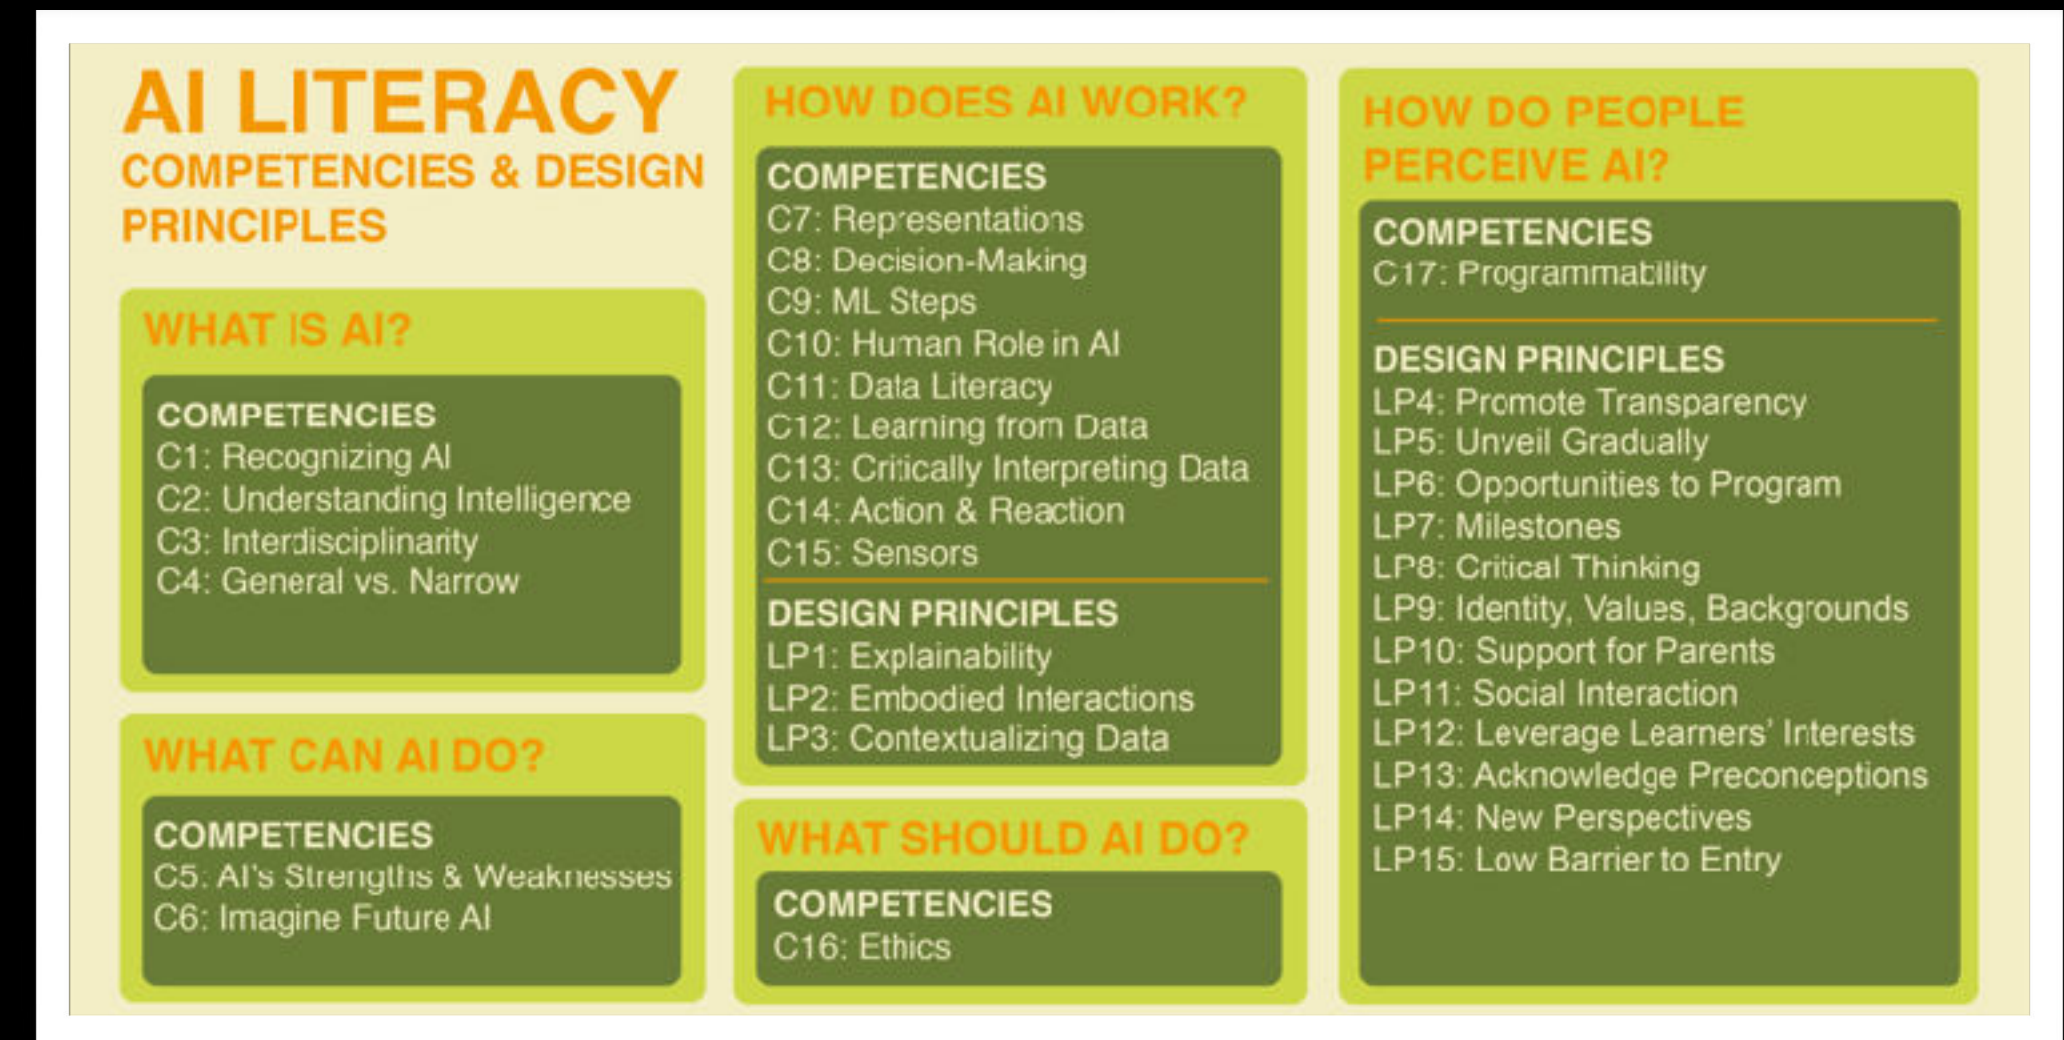 AI LITERACY
COMPETENCIES & DESIGN
PRINCIPLES
WHAT IS AI?
COMPETENCIES
C1: Recognizing AI
C2: Understanding Intelligence
C3: Interdisciplinarity
C4: General vs. Narrow
WHAT CAN AI DO?
COMPETENCIES
C5: AI's Strengths & Weaknesses
C6: Imagine Future AI
HOW DOES AI WORK?
COMPETENCIES
C7: Representations
C8: Decision-Making
C9: ML Steps
C10: Human Role in AI
C11: Data Literacy
C12: Learning from Data
C13: Critically Interpreting Data
C14: Action & Reaction
C15: Sensors
DESIGN PRINCIPLES
LP1: Explainability
LP2: Embodied Interactions
LP3: Contextualizing Data
WHAT SHOULD AI DO?
COMPETENCIES
C16: Ethics
HOW DO PEOPLE
PERCEIVE AI?
COMPETENCIES
C17: Programmability
DESIGN PRINCIPLES
LP4: Promote Transparency
LP5: Unveil Gradually
LP6: Opportunities to Program
LP7: Milestones
LP8: Critical Thinking
LP9: Identity, Values, Backgrounds
LP10: Support for Parents
LP11: Social Interaction
LP12: Leverage Learners' Interests
LP13: Acknowledge Preconceptions
LP14: New Perspectives
LP15: Low Barrier to Entry